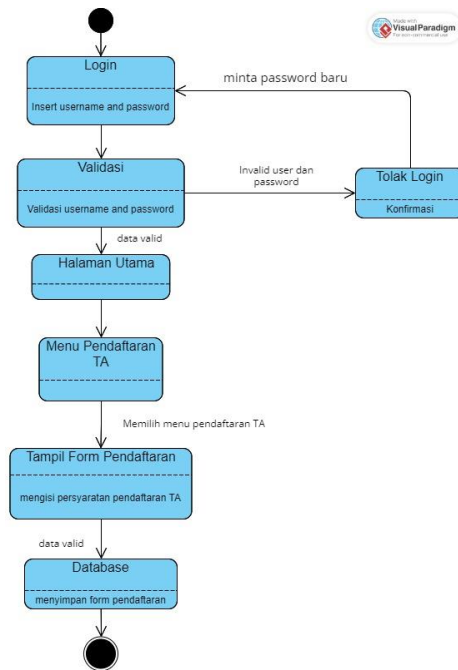 Made with
Visual Paradigm
For non-commercial use
Login
Insert username and password
minta password baru
Validasi
Validasi username and password
Invalid user dan
password
Tolak Login
Konfirmasi
data valid
Halaman Utama
Menu Pendaftaran
TA
Memilih menu pendaftaran TA
Tampil Form Pendaftaran
mengisi persyaratan pendaftaran TA
data valid
Database
menyimpan form pendaftaran